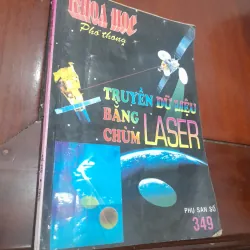 KHOA HỌC
Phổ thông
TRUYỀN DỮ LIỆU
BẰNG
CHÙM LASER
PHỤ SAN SỐ
349